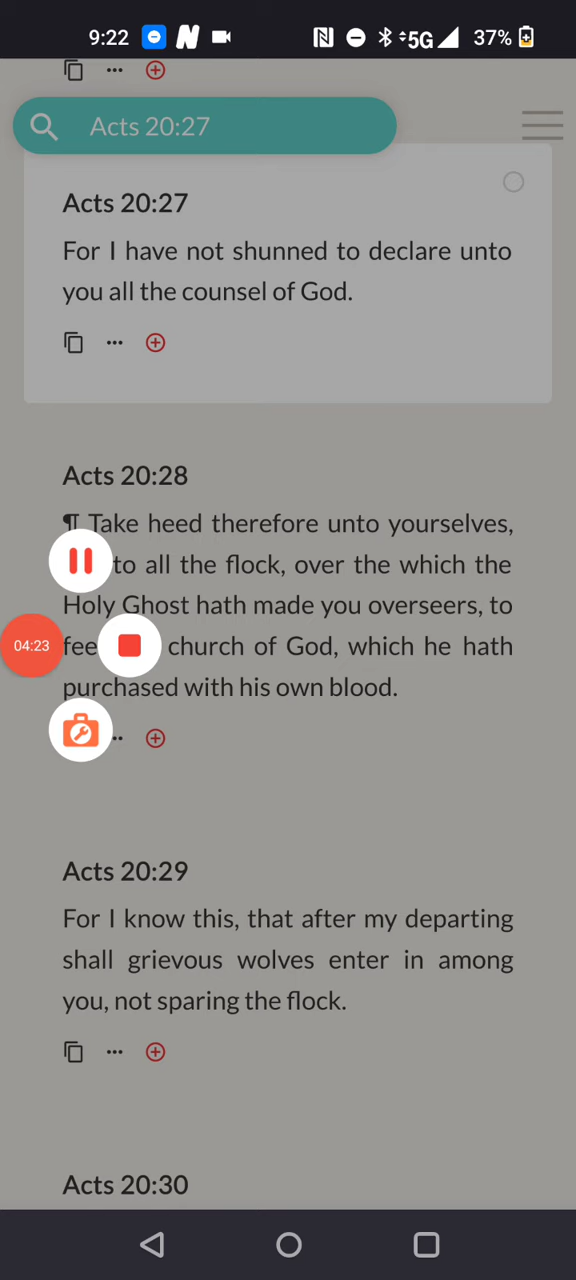 9:22 5G 37%
Acts 20:27
Acts 20:27
For I have not shunned to declare unto
you all the counsel of God.
Acts 20:28
¶ Take heed therefore unto yourselves,
to all the flock, over the which the
Holy Ghost hath made you overseers, to
04:23 fee church of God, which he hath
purchased with his own blood.
Acts 20:29
For I know this, that after my departing
shall grievous wolves enter in among
you, not sparing the flock.
Acts 20:30